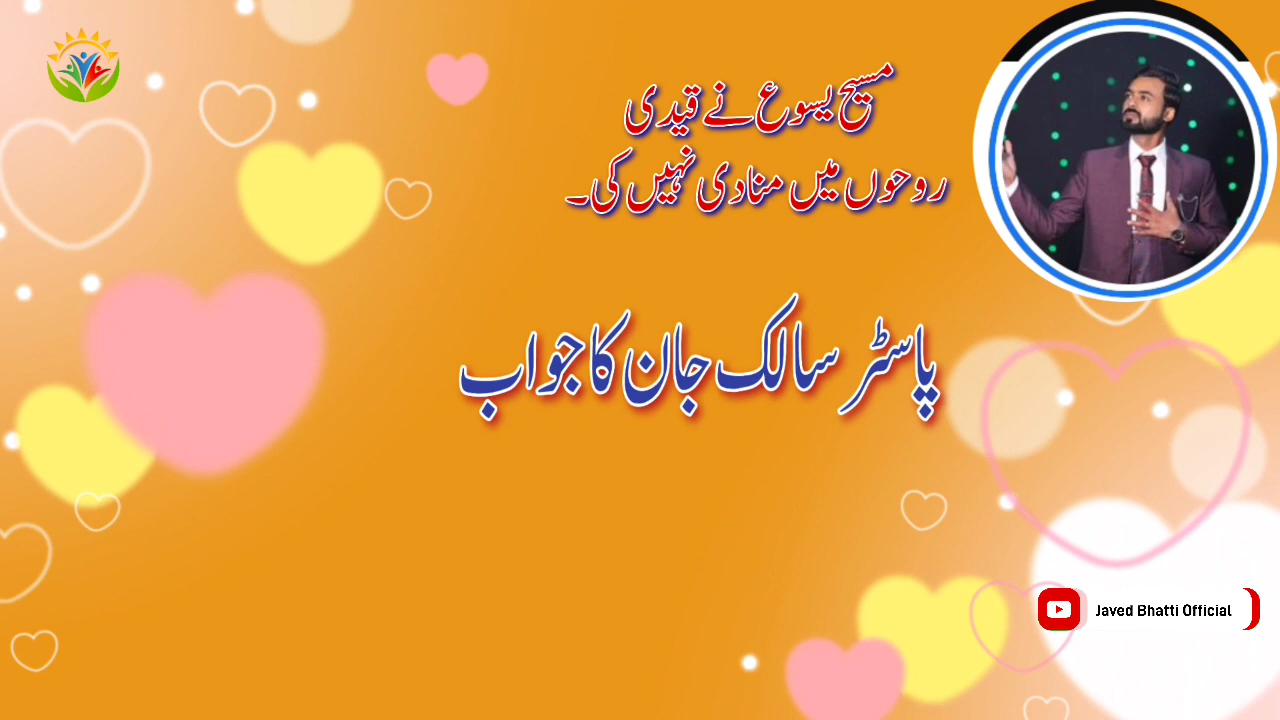 مسیح یسوع نے قیدی
روحوں میں منادی نہیں کی۔
پاسٹر سالک جان کا جواب
Javed Bhatti Official